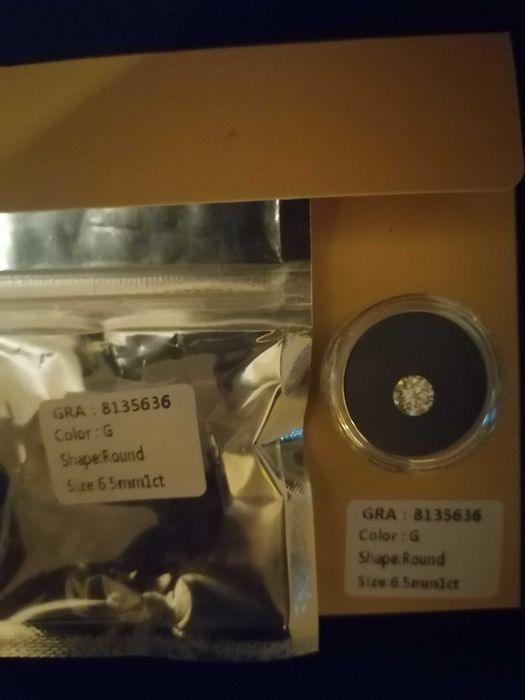 GRA : 8135636
Color : G
Shape:Round
Size:6.5mm1ct
GRA : 8135636
Color : G
Shape:Round
Size:6.5mm1ct